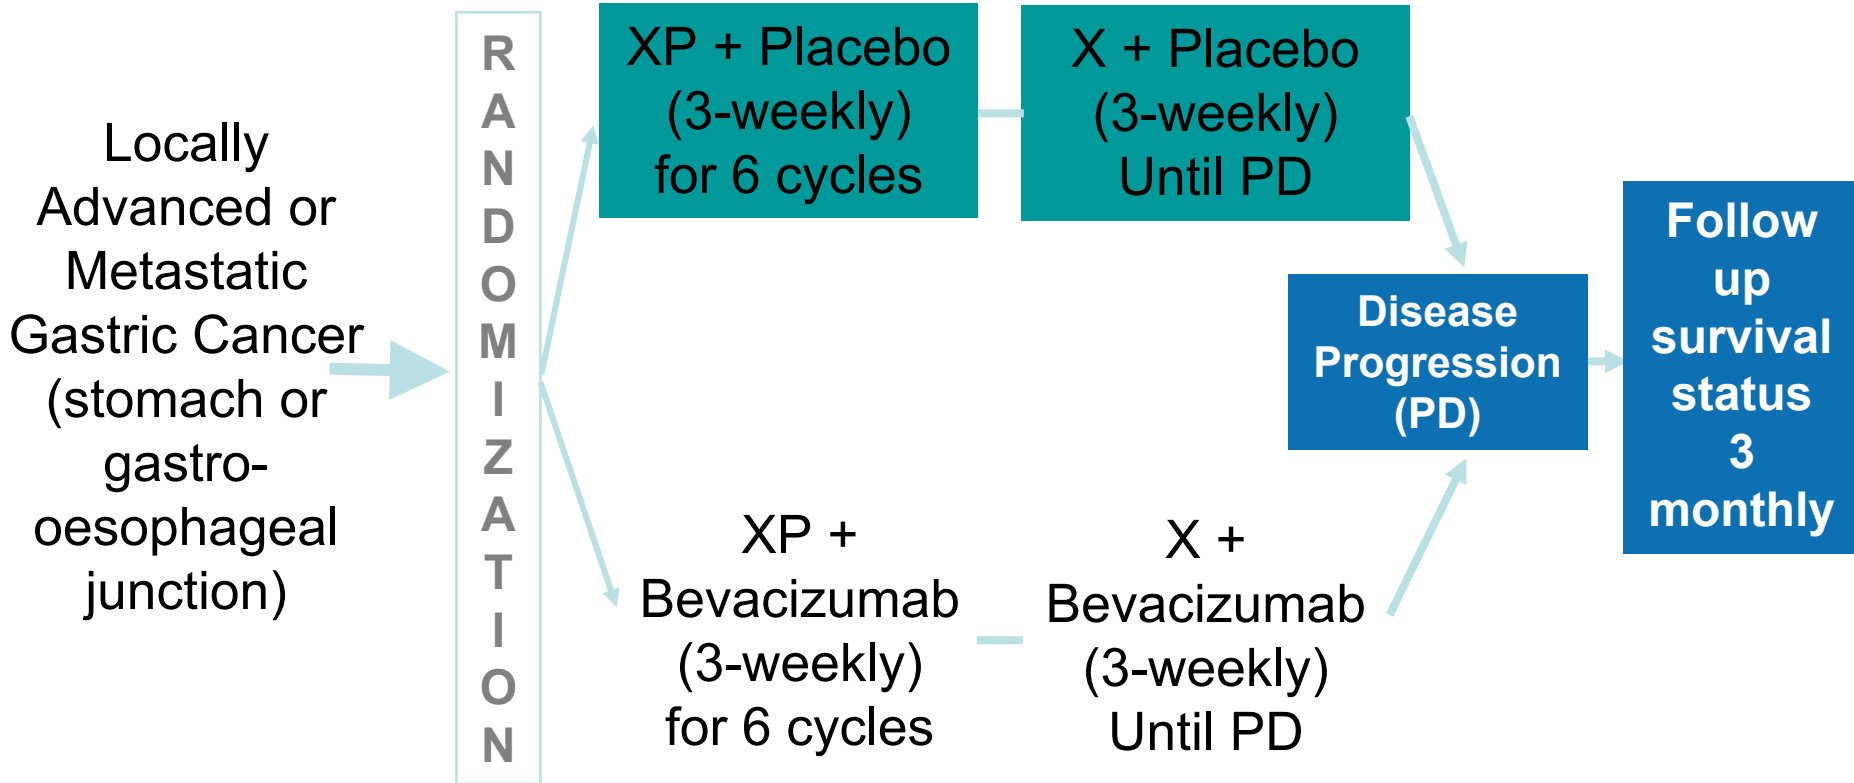 Locally
Advanced or
Metastatic
Gastric Cancer
(stomach or
gastro-
oesophageal
junction)
R
A
N
D
O
M
I
Z
A
T
I
O
N
XP + Placebo
(3-weekly)
for 6 cycles
X + Placebo
(3-weekly)
Until PD
XP +
Bevacizumab
(3-weekly)
for 6 cycles
X +
Bevacizumab
(3-weekly)
Until PD
Disease
Progression
(PD)
Follow
up
survival
status
3
monthly